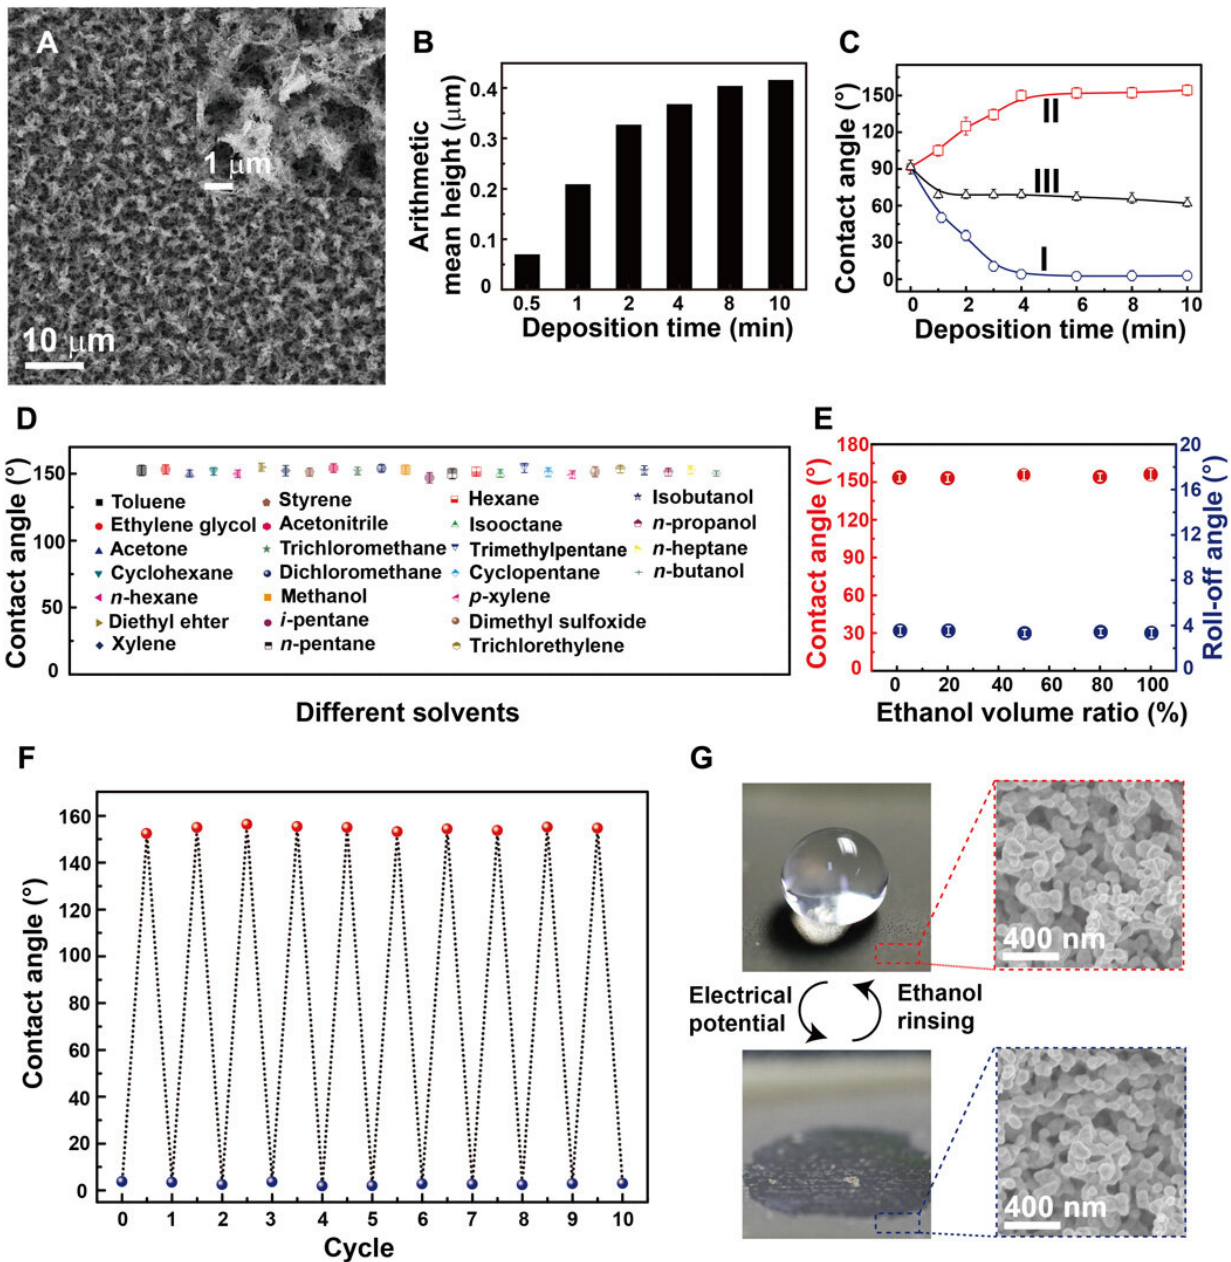 A
1 μm
10 μm
B
Arithmetic
mean height (μm)
0.4
0.2
0.1
0
0.5 1 2 4 8 10
Deposition time (min)
C
Contact angle (°)
150
120
90
60
30
0
II
III
I
0 2 4 6 8 10
Deposition time (min)
D
Contact angle (°)
150
100
50
0
Toluene
Ethylene glycol
Acetone
Cyclohexane
n-hexane
Diethyl ehter
Xylene
Styrene
Acetonitrile
Trichloromethane
Dichloromethane
Methanol
i-pentane
n-pentane
Hexane
Isooctane
Trimethylpentane
Cyclopentane
p-xylene
Dimethyl sulfoxide
Trichlorethylene
Isobutanol
n-propanol
n-heptane
n-butanol
Different solvents
E
Contact angle (°)
180
150
120
90
60
30
0
Roll-off angle (°)
20
16
12
8
4
0
0 20 40 60 80 100
Ethanol volume ratio (%)
F
Contact angle (°)
160
140
120
100
80
60
40
20
0
0 1 2 3 4 5 6 7 8 9 10
Cycle
G
400 nm
Electrical
potential
Ethanol
rinsing
400 nm